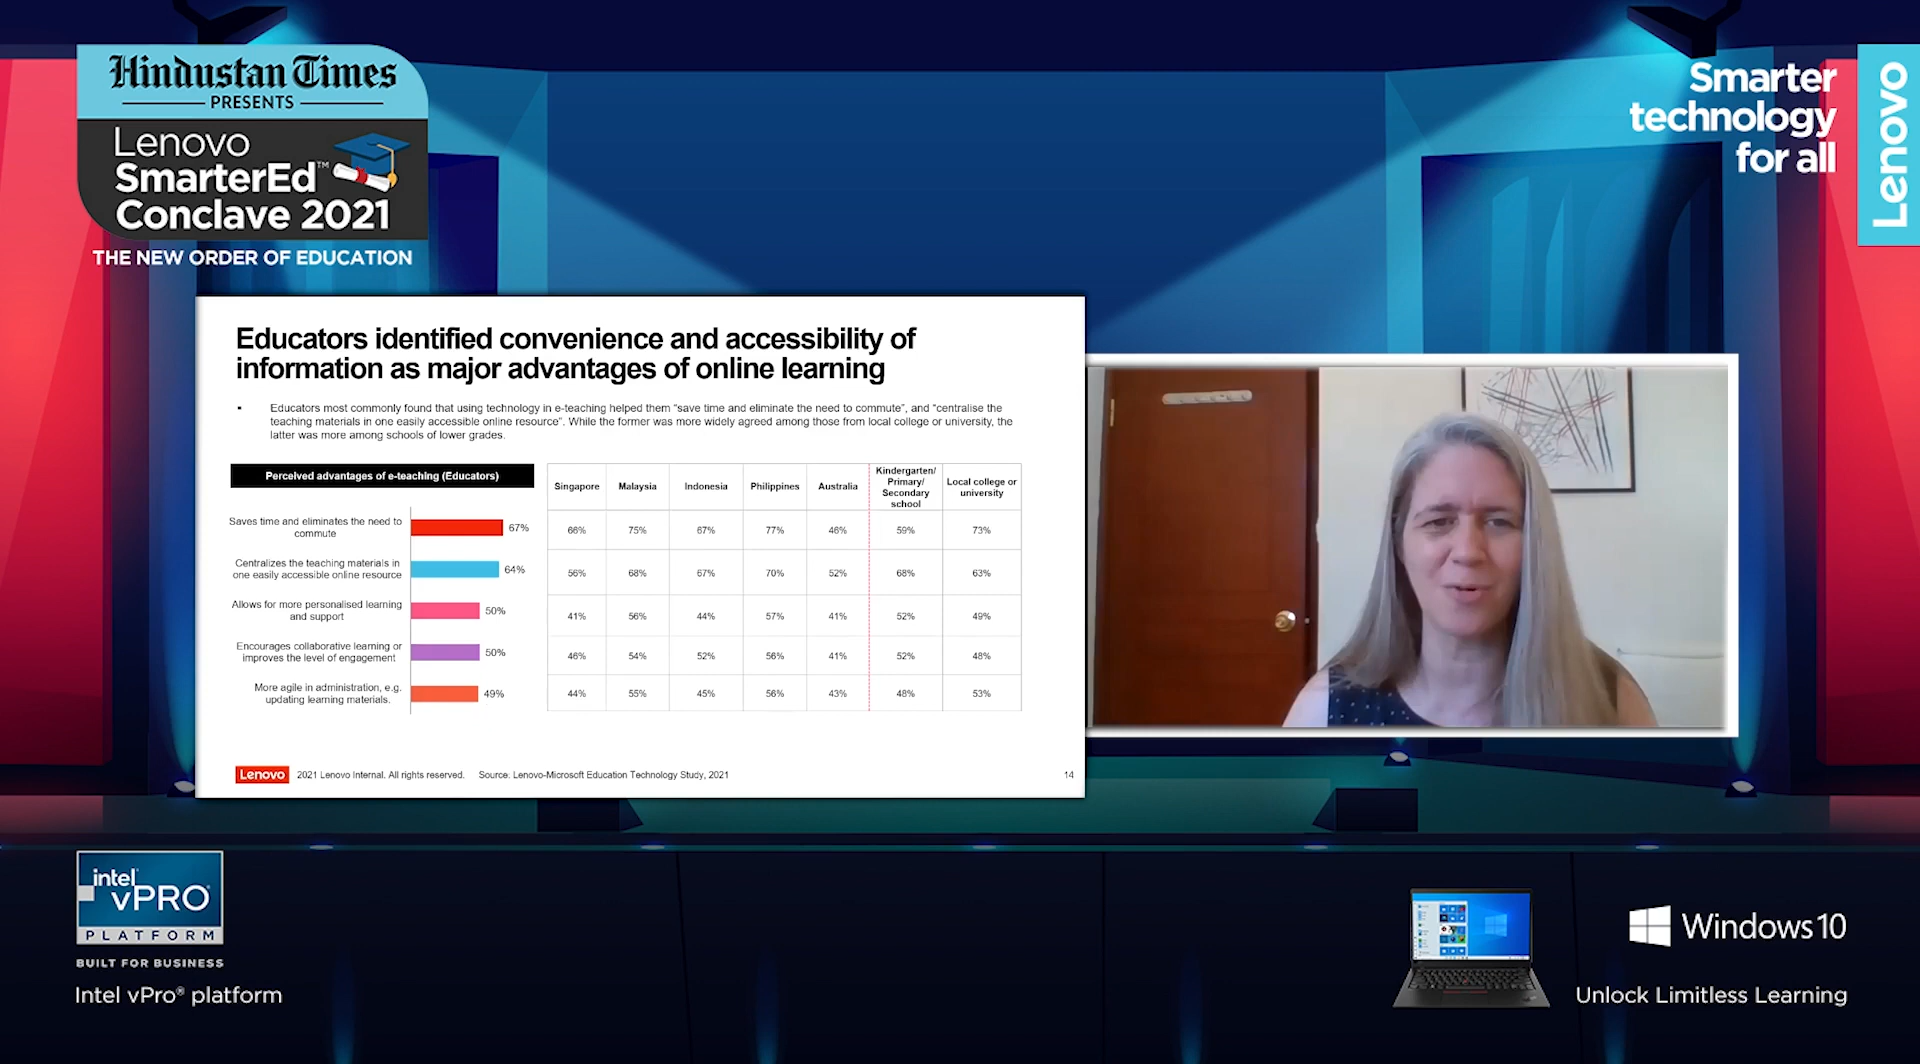 Hindustan Times
PRESENTS
Lenovo
SmarterEd™
Conclave 2021
THE NEW ORDER OF EDUCATION
Smarter
technology
for all
Lenovo
Educators identified convenience and accessibility of
information as major advantages of online learning
▪ Educators most commonly found that using technology in e-teaching helped them “save time and eliminate the need to commute”, and “centralise the
teaching materials in one easily accessible online resource”. While the former was more widely agreed among those from local college or university, the
latter was more among schools of lower grades.
Perceived advantages of e-teaching (Educators)
Singapore Malaysia Indonesia Philippines Australia
Kindergarten/
Primary/
Secondary
school
Local college or
university
Saves time and eliminates the need to
commute
67% 66% 75% 67% 77% 46% 59% 73%
Centralizes the teaching materials in
one easily accessible online resource
64% 56% 68% 67% 70% 52% 68% 63%
Allows for more personalised learning
and support
50% 41% 56% 44% 57% 41% 52% 49%
Encourages collaborative learning or
improves the level of engagement
50% 46% 54% 52% 56% 41% 52% 48%
More agile in administration, e.g.
updating learning materials.
49% 44% 55% 45% 56% 43% 48% 53%
Lenovo 2021 Lenovo Internal. All rights reserved. Source: Lenovo-Microsoft Education Technology Study, 2021 14
intel
vPRO
PLATFORM
BUILT FOR BUSINESS
Intel vPro® platform
Windows 10
Unlock Limitless Learning